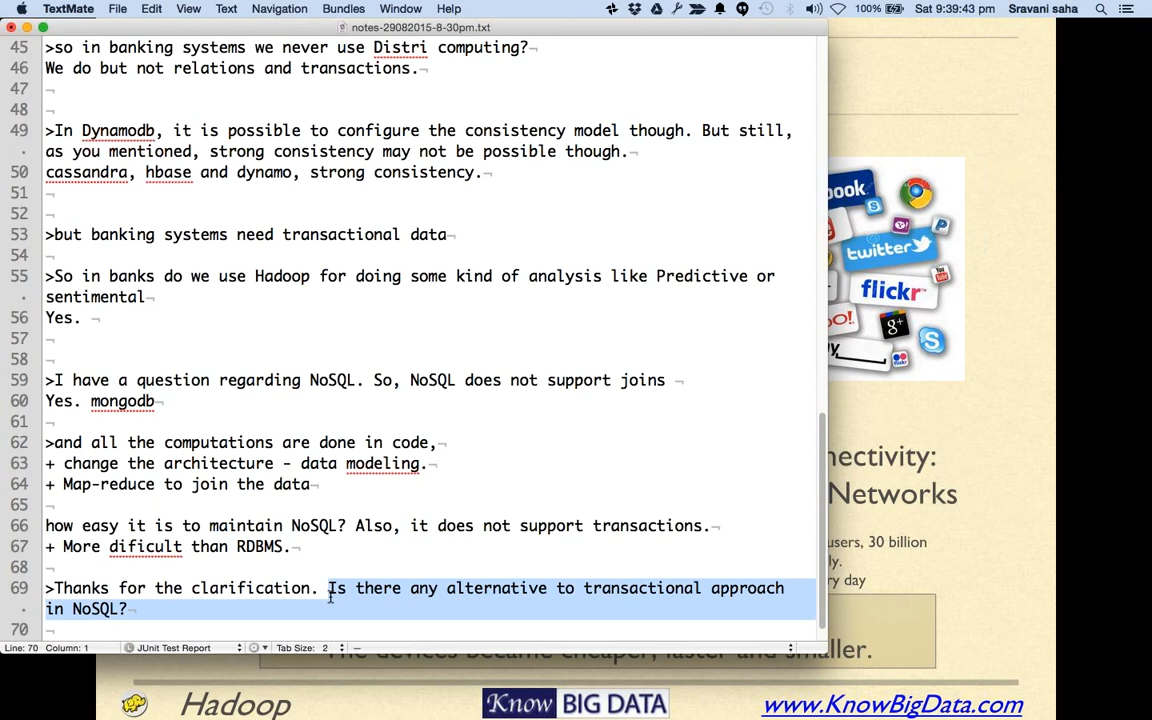 TextMate File Edit View Text Navigation Bundles Window Help 100% Sat 9:39:43 pm Sravani saha
notes-29082015-8-30pm.txt
45 >so in banking systems we never use Distri computing?¬
46 We do but not relations and transactions.¬
47 ¬
48 ¬
49 >In Dynamodb, it is possible to configure the consistency model though. But still,
· as you mentioned, strong consistency may not be possible though.¬
50 cassandra, hbase and dynamo, strong consistency.¬
51 ¬
52 ¬
53 >but banking systems need transactional data¬
54 ¬
55 >So in banks do we use Hadoop for doing some kind of analysis like Predictive or
· sentimental¬
56 Yes. ¬
57 ¬
58 ¬
59 >I have a question regarding NoSQL. So, NoSQL does not support joins ¬
60 Yes. mongodb¬
61 ¬
62 >and all the computations are done in code,¬
63 + change the architecture - data modeling.¬
64 + Map-reduce to join the data¬
65 ¬
66 how easy it is to maintain NoSQL? Also, it does not support transactions.¬
67 + More dificult than RDBMS.¬
68 ¬
69 >Thanks for the clarification. Is there any alternative to transactional approach
· in NoSQL?¬
70 ¬
Line: 70 Column: 1 JUnit Test Report Tab Size: 2 —
book
twitter
flickr
O!
g+
nectivity:
Networks
users, 30 billion
ly.
ry day
The devices became cheaper, faster and smaller.
Hadoop
Know BIG DATA
www.KnowBigData.com